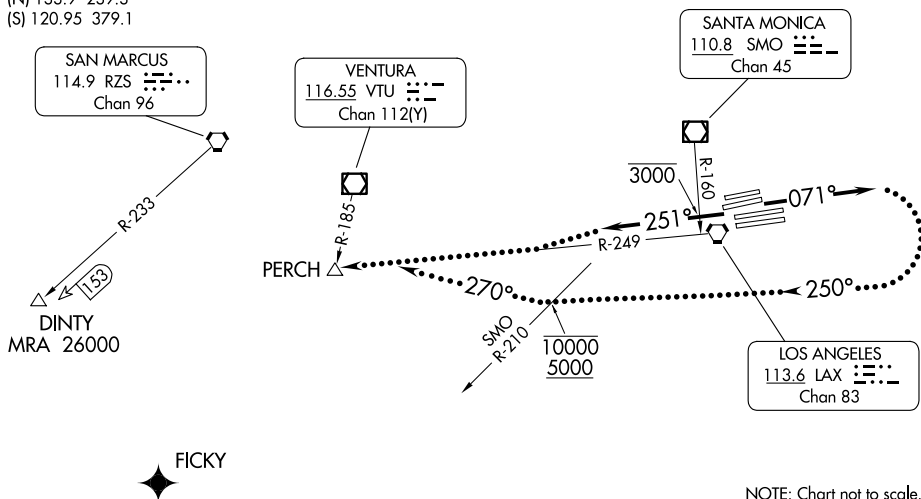 (S) 120.95 379.1
SAN MARCUS
114.9 RZS
Chan 96
VENTURA
116.55 VTU
Chan 112(Y)
SANTA MONICA
110.8 SMO
Chan 45
R-233
153
DINTY
MRA 26000
R-185
PERCH
3000
R-160
251°
071°
R-249
270°
250°
SMO
R-210
10000
5000
LOS ANGELES
113.6 LAX
Chan 83
FICKY
NOTE: Chart not to scale.